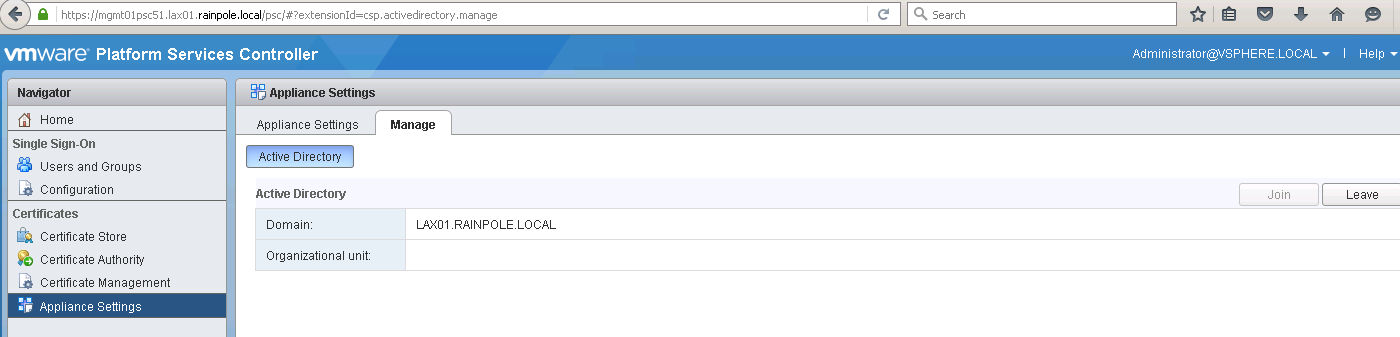 https://mgmt01psc51.lax01.rainpole.local/psc/#?extensionId=csp.activedirectory.manage
Search
vmware® Platform Services Controller
Administrator@VSPHERE.LOCAL
Help
Navigator
Home
Single Sign-On
Users and Groups
Configuration
Certificates
Certificate Store
Certificate Authority
Certificate Management
Appliance Settings
Appliance Settings
Appliance Settings
Manage
Active Directory
Active Directory
Join
Leave
Domain: LAX01.RAINPOLE.LOCAL
Organizational unit: